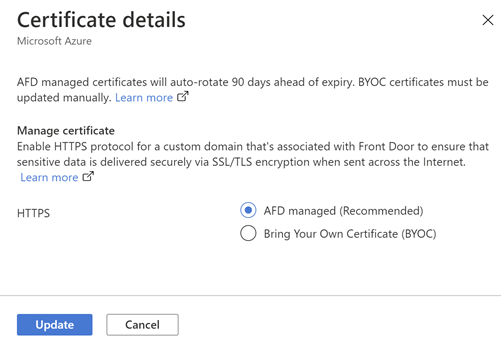 Certificate details
Microsoft Azure
AFD managed certificates will auto-rotate 90 days ahead of expiry. BYOC certificates must be
updated manually. Learn more
Manage certificate
Enable HTTPS protocol for a custom domain that's associated with Front Door to ensure that
sensitive data is delivered securely via SSL/TLS encryption when sent across the Internet.
Learn more
HTTPS
AFD managed (Recommended)
Bring Your Own Certificate (BYOC)
Update
Cancel